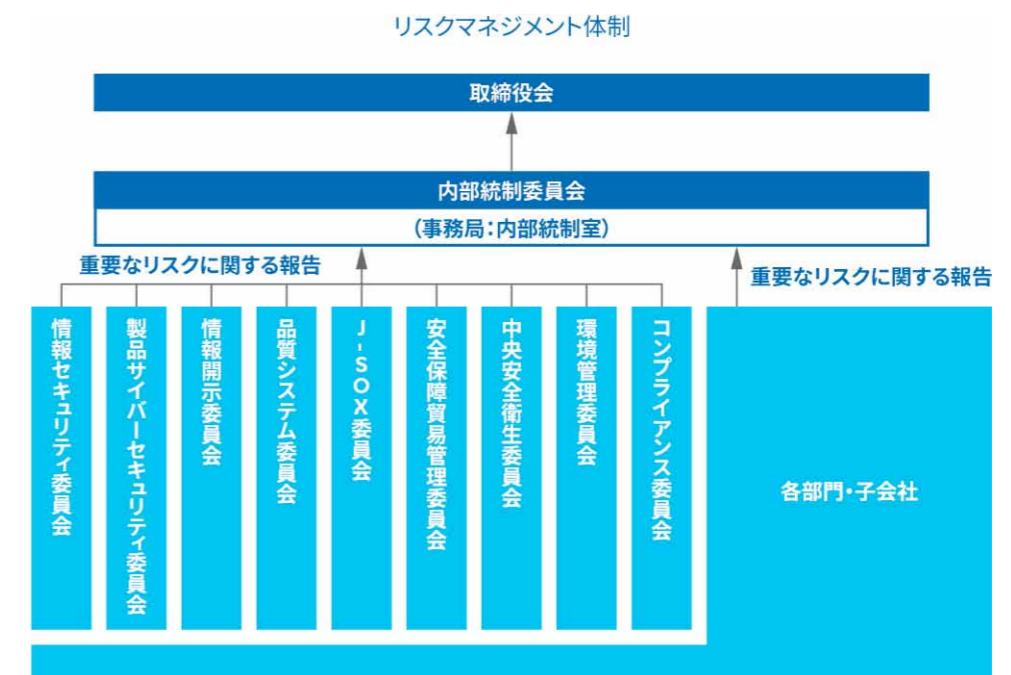 リスクマネジメント体制
取締役会
内部統制委員会
（事務局：内部統制室）
重要なリスクに関する報告
重要なリスクに関する報告
情報セキュリティ委員会
製品サイバーセキュリティ委員会
情報開示委員会
品質システム委員会
J-SOX委員会
安全保障貿易管理委員会
中央安全衛生委員会
環境管理委員会
コンプライアンス委員会
各部門・子会社